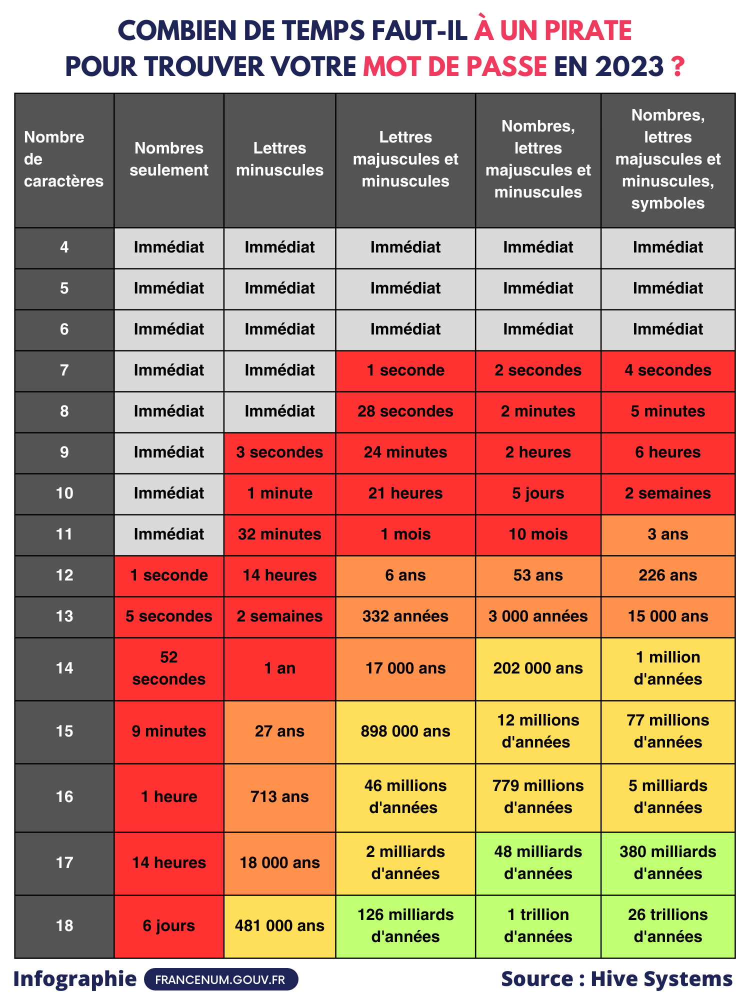 COMBIEN DE TEMPS FAUT-IL À UN PIRATE
POUR TROUVER VOTRE MOT DE PASSE EN 2023 ?
Nombre
de
caractères
Nombres
seulement
Lettres
minuscules
Lettres
majuscules et
minuscules
Nombres,
lettres
majuscules et
minuscules
Nombres,
lettres
majuscules et
minuscules,
symboles
4 Immédiat Immédiat Immédiat Immédiat Immédiat
5 Immédiat Immédiat Immédiat Immédiat Immédiat
6 Immédiat Immédiat Immédiat Immédiat Immédiat
7 Immédiat Immédiat 1 seconde 2 secondes 4 secondes
8 Immédiat Immédiat 28 secondes 2 minutes 5 minutes
9 Immédiat 3 secondes 24 minutes 2 heures 6 heures
10 Immédiat 1 minute 21 heures 5 jours 2 semaines
11 Immédiat 32 minutes 1 mois 10 mois 3 ans
12 1 seconde 14 heures 6 ans 53 ans 226 ans
13 5 secondes 2 semaines 332 années 3 000 années 15 000 ans
14
52
secondes
1 an
17 000 ans
202 000 ans
1 million
d'années
15
9 minutes
27 ans
898 000 ans
12 millions
d'années
77 millions
d'années
16
1 heure
713 ans
46 millions
d'années
779 millions
d'années
5 milliards
d'années
17
14 heures
18 000 ans
2 milliards
d'années
48 milliards
d'années
380 milliards
d'années
18
6 jours
481 000 ans
126 milliards
d'années
1 trillion
d'années
26 trillions
d'années
Infographie FRANCENUM.GOUV.FR
Source : Hive Systems